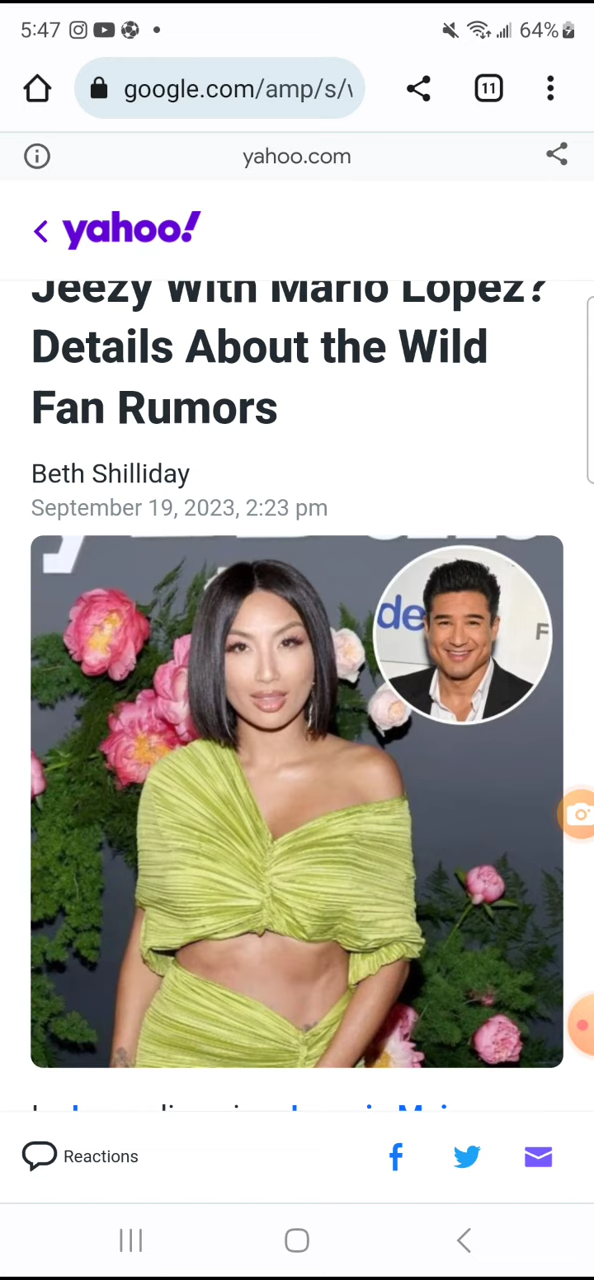 5:47
64%
google.com/amp/s/
11
yahoo.com
yahoo!
Jeezy With Mario Lopez?
Details About the Wild
Fan Rumors
Beth Shilliday
September 19, 2023, 2:23 pm
y
de
F
Reactions